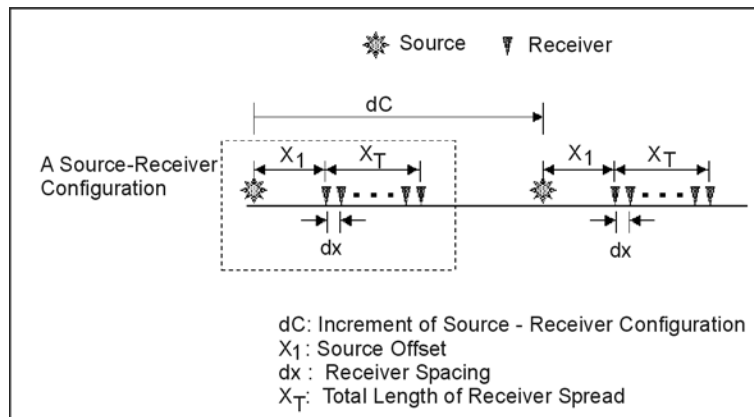 Source Receiver
dC
A Source-Receiver
Configuration
X1 XT X1 XT
dx dx
dC: Increment of Source - Receiver Configuration
X1 : Source Offset
dx : Receiver Spacing
XT: Total Length of Receiver Spread